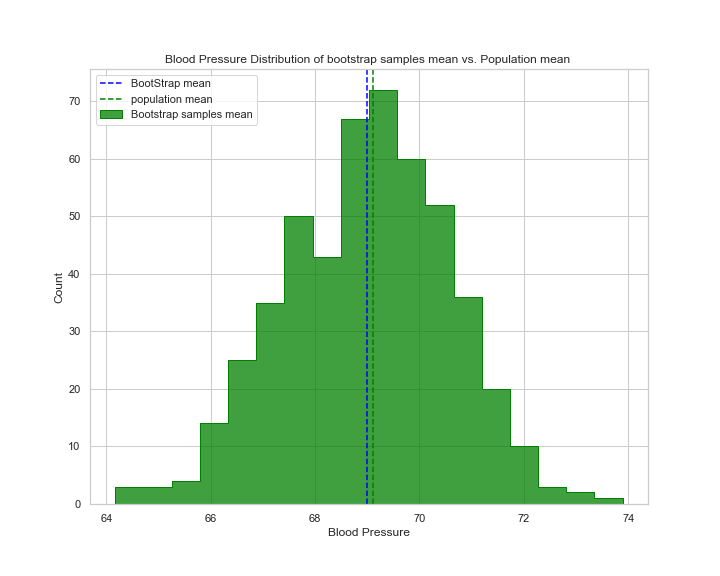 Blood Pressure Distribution of bootstrap samples mean vs. Population mean
BootStrap mean
population mean
Bootstrap samples mean
70
60
50
40
30
20
10
0
Count
64
66
68
70
72
74
Blood Pressure